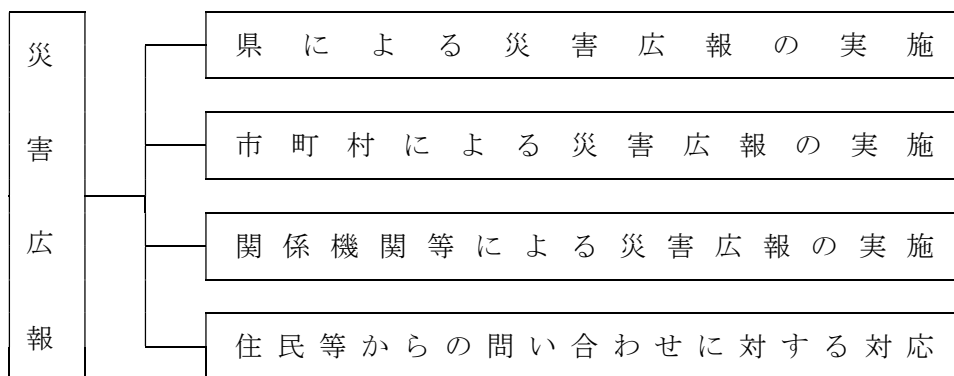 災害広報
県による災害広報の実施
市町村による災害広報の実施
関係機関等による災害広報の実施
住民等からの問い合わせに対する対応